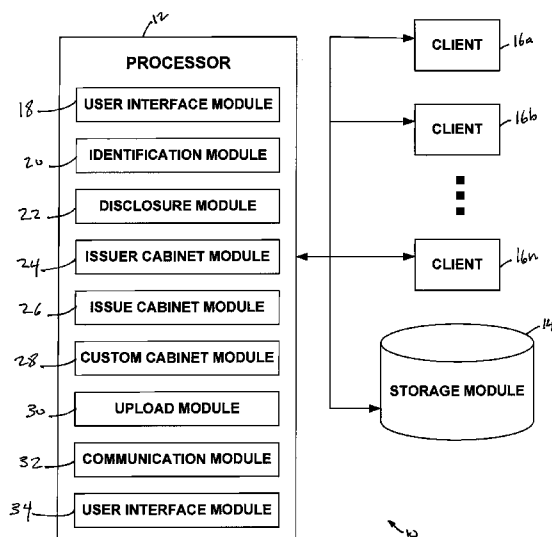 12
PROCESSOR
18 USER INTERFACE MODULE
20 IDENTIFICATION MODULE
22 DISCLOSURE MODULE
24 ISSUER CABINET MODULE
26 ISSUE CABINET MODULE
28 CUSTOM CABINET MODULE
30 UPLOAD MODULE
32 COMMUNICATION MODULE
34 USER INTERFACE MODULE
CLIENT 16a
CLIENT 16b
CLIENT 16n
14
STORAGE MODULE
10